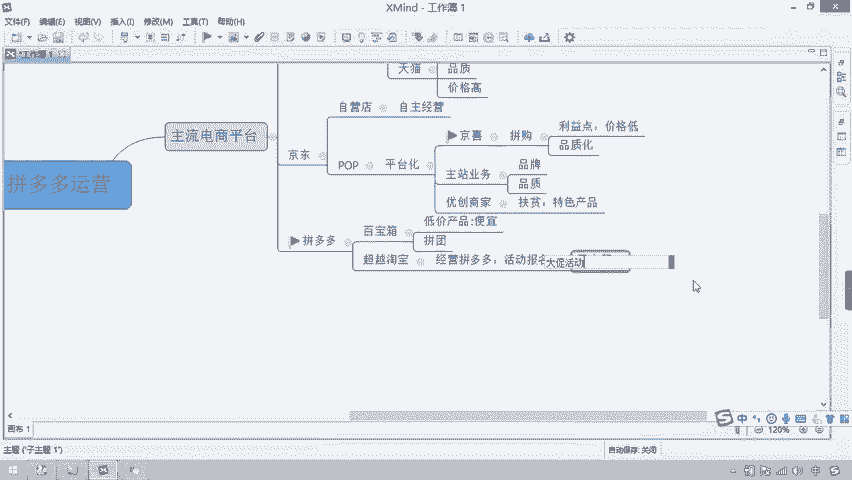 XMind - 工作簿 1
文件(F) 编辑(E) 视图(V) 插入(I) 修改(M) 工具(T) 帮助(H)
工作簿 1
天猫
品质
价格高
自营店
自主经营
主流电商平台
京喜
拼购
利益点：价格低
品质化
京东
POP
平台化
主站业务
品牌
品质
拼多多运营
优创商家
扶贫：特色产品
拼多多
百宝箱
低价产品:便宜
拼团
超越淘宝
经营拼多多：活动报名
大促活动
画布 1
中
120%
主题 ('子主题 1')
自动保存: 关闭
中